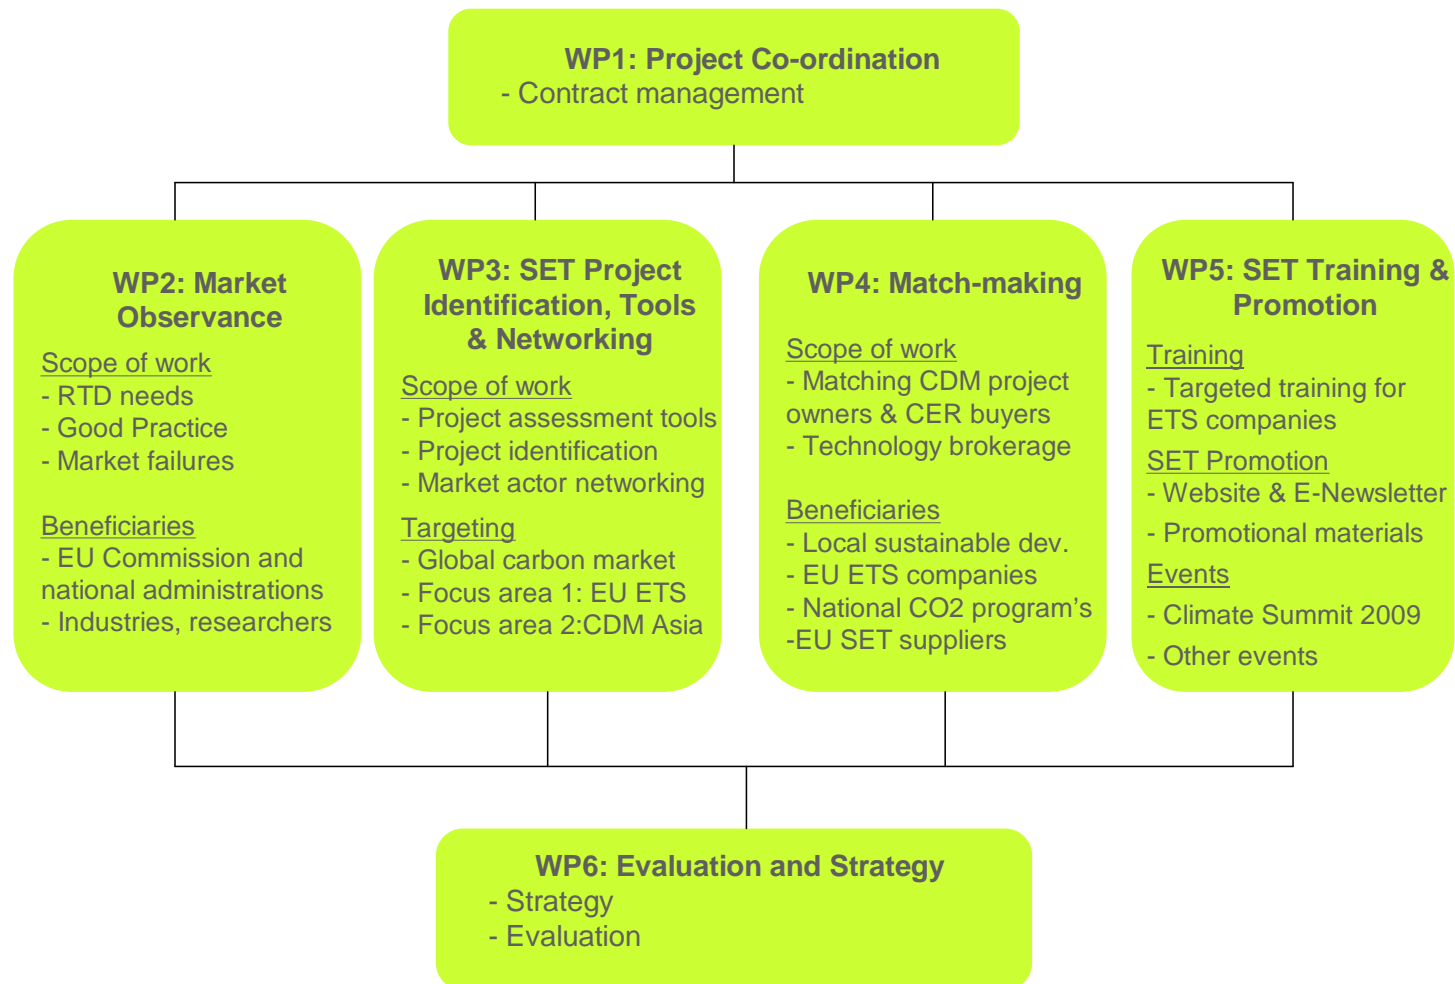 WP1: Project Co-ordination
- Contract management
WP2: Market
Observance
Scope of work
- RTD needs
- Good Practice
- Market failures
Beneficiaries
- EU Commission and
national administrations
- Industries, researchers
WP3: SET Project
Identification, Tools
& Networking
Scope of work
- Project assessment tools
- Project identification
- Market actor networking
Targeting
- Global carbon market
- Focus area 1: EU ETS
- Focus area 2:CDM Asia
WP4: Match-making
Scope of work
- Matching CDM project
owners & CER buyers
- Technology brokerage
Beneficiaries
- Local sustainable dev.
- EU ETS companies
- National CO2 program's
-EU SET suppliers
WP5: SET Training &
Promotion
Training
- Targeted training for
ETS companies
SET Promotion
- Website & E-Newsletter
- Promotional materials
Events
- Climate Summit 2009
- Other events
WP6: Evaluation and Strategy
- Strategy
- Evaluation